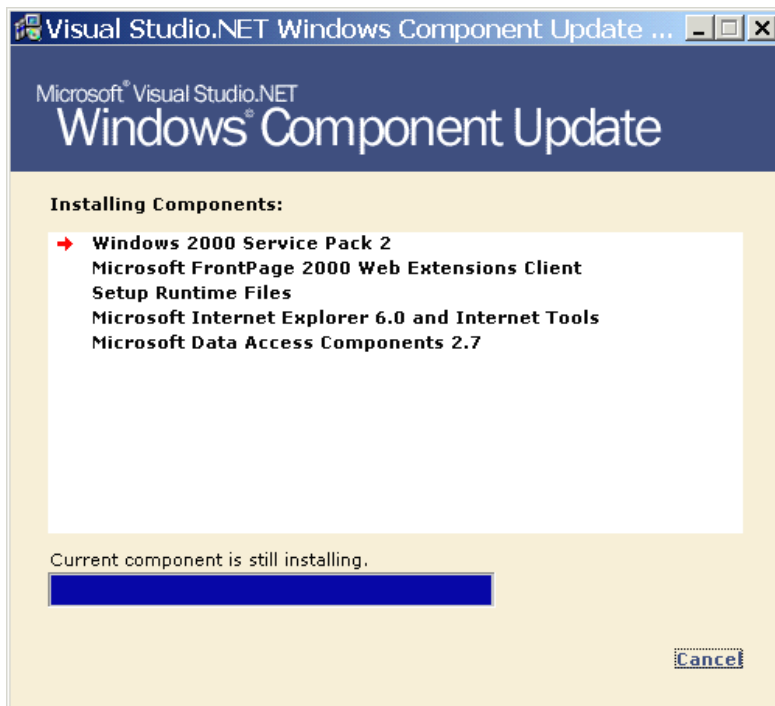 Visual Studio.NET Windows Component Update ...
Microsoft® Visual Studio.NET
Windows® Component Update
Installing Components:
Windows 2000 Service Pack 2
Microsoft FrontPage 2000 Web Extensions Client
Setup Runtime Files
Microsoft Internet Explorer 6.0 and Internet Tools
Microsoft Data Access Components 2.7
Current component is still installing.
Cancel